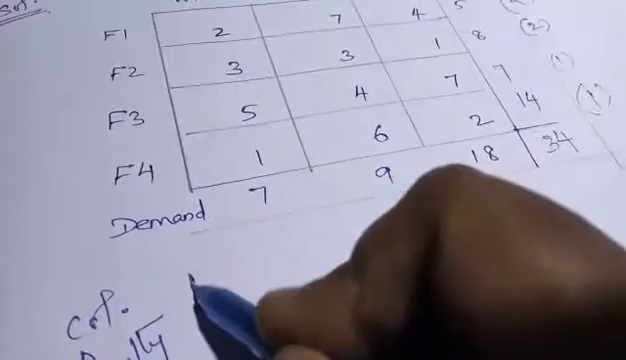 Sol.
F1 2 7 4 5
F2 3 3 1 8 (2)
F3 5 4 7 7 (1)
F4 1 6 2 14 (1)
Demand 7 9 18 34
Col.
Penalty